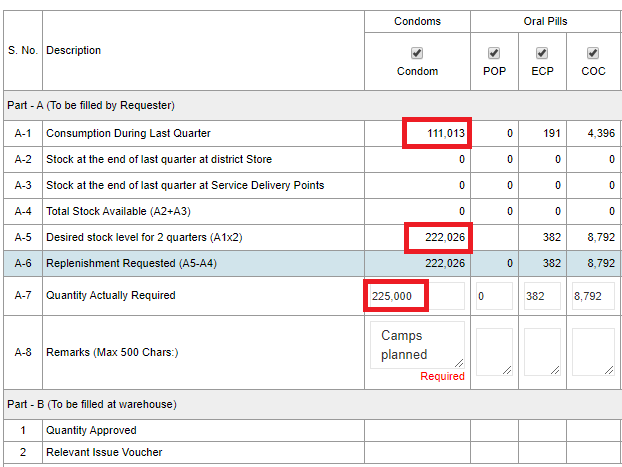 Condoms Oral Pills
S. No. Description
Condom POP ECP COC
Part - A (To be filled by Requester)
A-1 Consumption During Last Quarter 111,013 0 191 4,396
A-2 Stock at the end of last quarter at district Store 0 0 0 0
A-3 Stock at the end of last quarter at Service Delivery Points 0 0 0 0
A-4 Total Stock Available (A2+A3) 0 0 0 0
A-5 Desired stock level for 2 quarters (A1x2) 222,026 382 8,792
A-6 Replenishment Requested (A5-A4) 222,026 0 382 8,792
A-7 Quantity Actually Required 225,000 0 382 8,792
A-8 Remarks (Max 500 Chars:) Camps
planned
Required
Part - B (To be filled at warehouse)
1 Quantity Approved
2 Relevant Issue Voucher